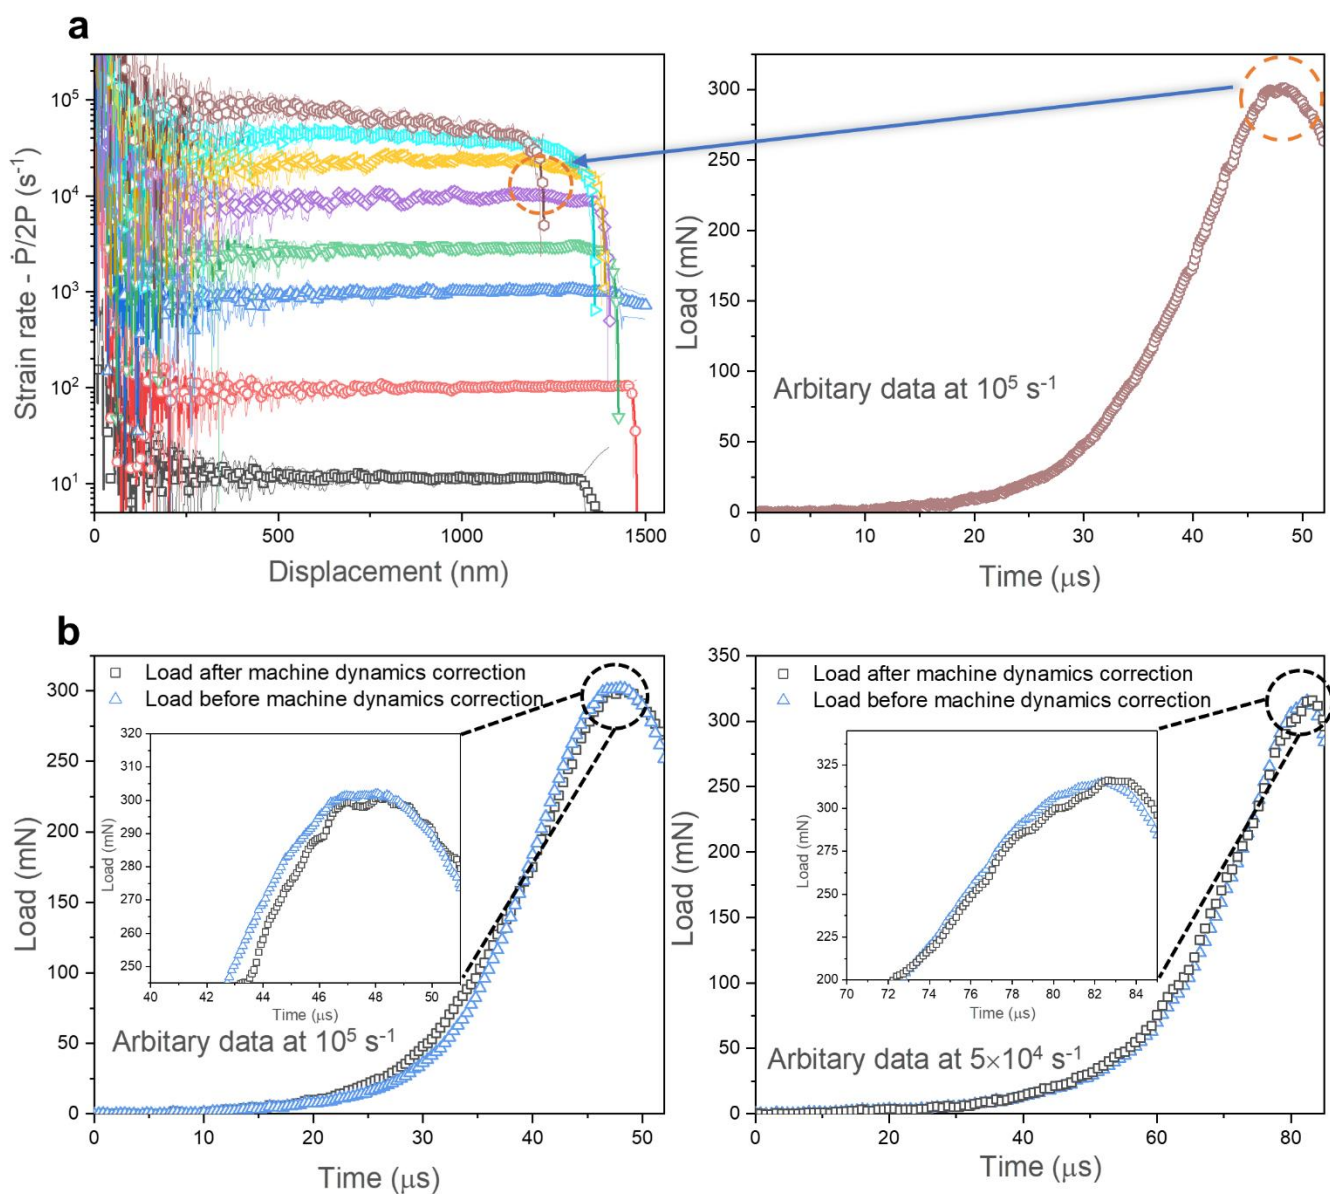 a
Strain rate - Ṗ/2P (s⁻¹)
10⁵
10⁴
10³
10²
10¹
0 500 1000 1500
Displacement (nm)
Load (mN)
300
250
200
150
100
50
0
Arbitary data at 10⁵ s⁻¹
0 10 20 30 40 50
Time (μs)
b
Load (mN)
300
250
200
150
100
50
0
Load after machine dynamics correction
Load before machine dynamics correction
Load (mN)
320
310
300
290
280
270
260
250
40 42 44 46 48 50
Time (μs)
Arbitary data at 10⁵ s⁻¹
0 10 20 30 40 50
Time (μs)
Load (mN)
350
300
250
200
150
100
50
0
Load after machine dynamics correction
Load before machine dynamics correction
Load (mN)
325
300
275
250
225
200
70 72 74 76 78 80 82 84
Time (μs)
Arbitary data at 5×10⁴ s⁻¹
0 20 40 60 80
Time (μs)